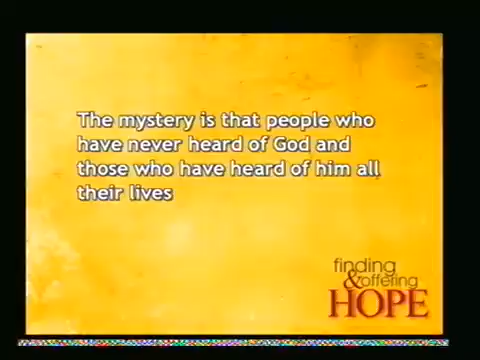 The mystery is that people who
have never heard of God and
those who have heard of him all
their lives
finding
& offering
HOPE